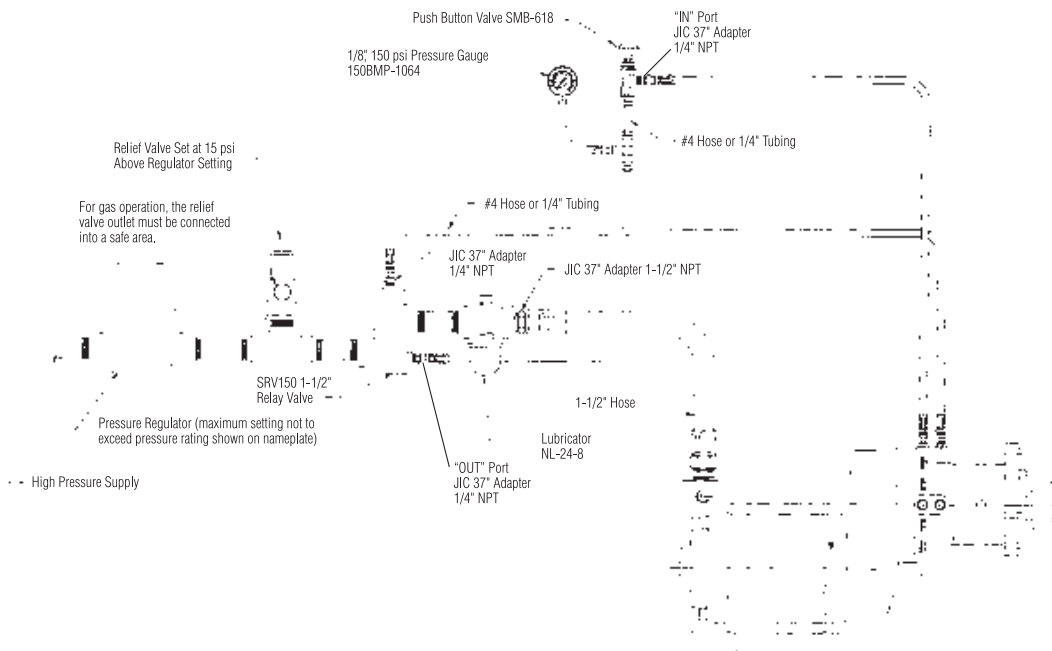 Push Button Valve SMB-618
"IN" Port
JIC 37° Adapter
1/4" NPT
1/8", 150 psi Pressure Gauge
150BMP-1064
#4 Hose or 1/4" Tubing
Relief Valve Set at 15 psi
Above Regulator Setting
For gas operation, the relief
valve outlet must be connected
into a safe area.
#4 Hose or 1/4" Tubing
JIC 37° Adapter
1/4" NPT
JIC 37° Adapter 1-1/2" NPT
SRV150 1-1/2"
Relay Valve
1-1/2" Hose
Pressure Regulator (maximum setting not to
exceed pressure rating shown on nameplate)
Lubricator
NL-24-8
"OUT" Port
JIC 37° Adapter
1/4" NPT
High Pressure Supply